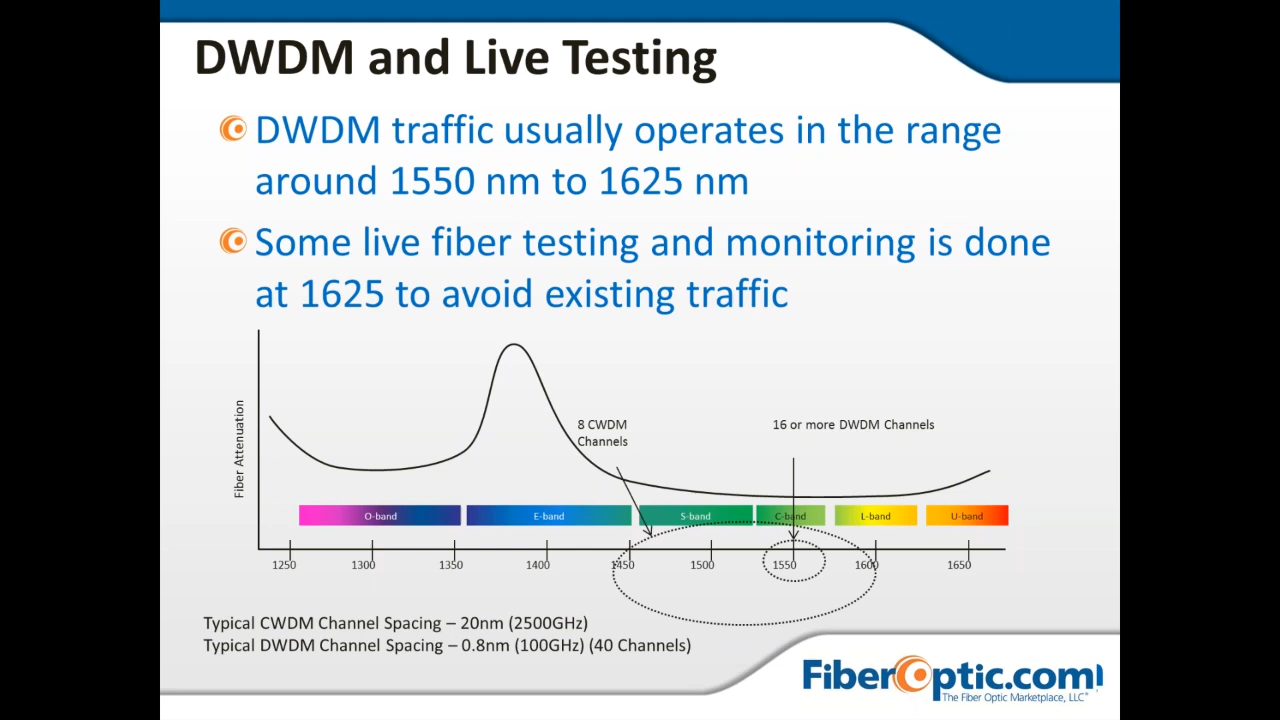 DWDM and Live Testing
DWDM traffic usually operates in the range
around 1550 nm to 1625 nm
Some live fiber testing and monitoring is done
at 1625 to avoid existing traffic
Fiber Attenuation
8 CWDM
Channels
16 or more DWDM Channels
O-band E-band S-band C-band L-band U-band
1250 1300 1350 1400 1450 1500 1550 1600 1650
Typical CWDM Channel Spacing – 20nm (2500GHz)
Typical DWDM Channel Spacing – 0.8nm (100GHz) (40 Channels)
FiberOptic.com
The Fiber Optic Marketplace, LLC